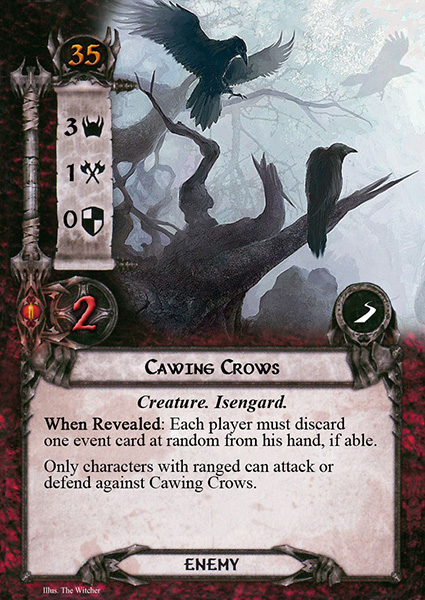 35
3
1
0
2
Cawing Crows
Creature. Isengard.
When Revealed: Each player must discard
one event card at random from his hand, if able.
Only characters with ranged can attack or
defend against Cawing Crows.
ENEMY
Illus. The Witcher